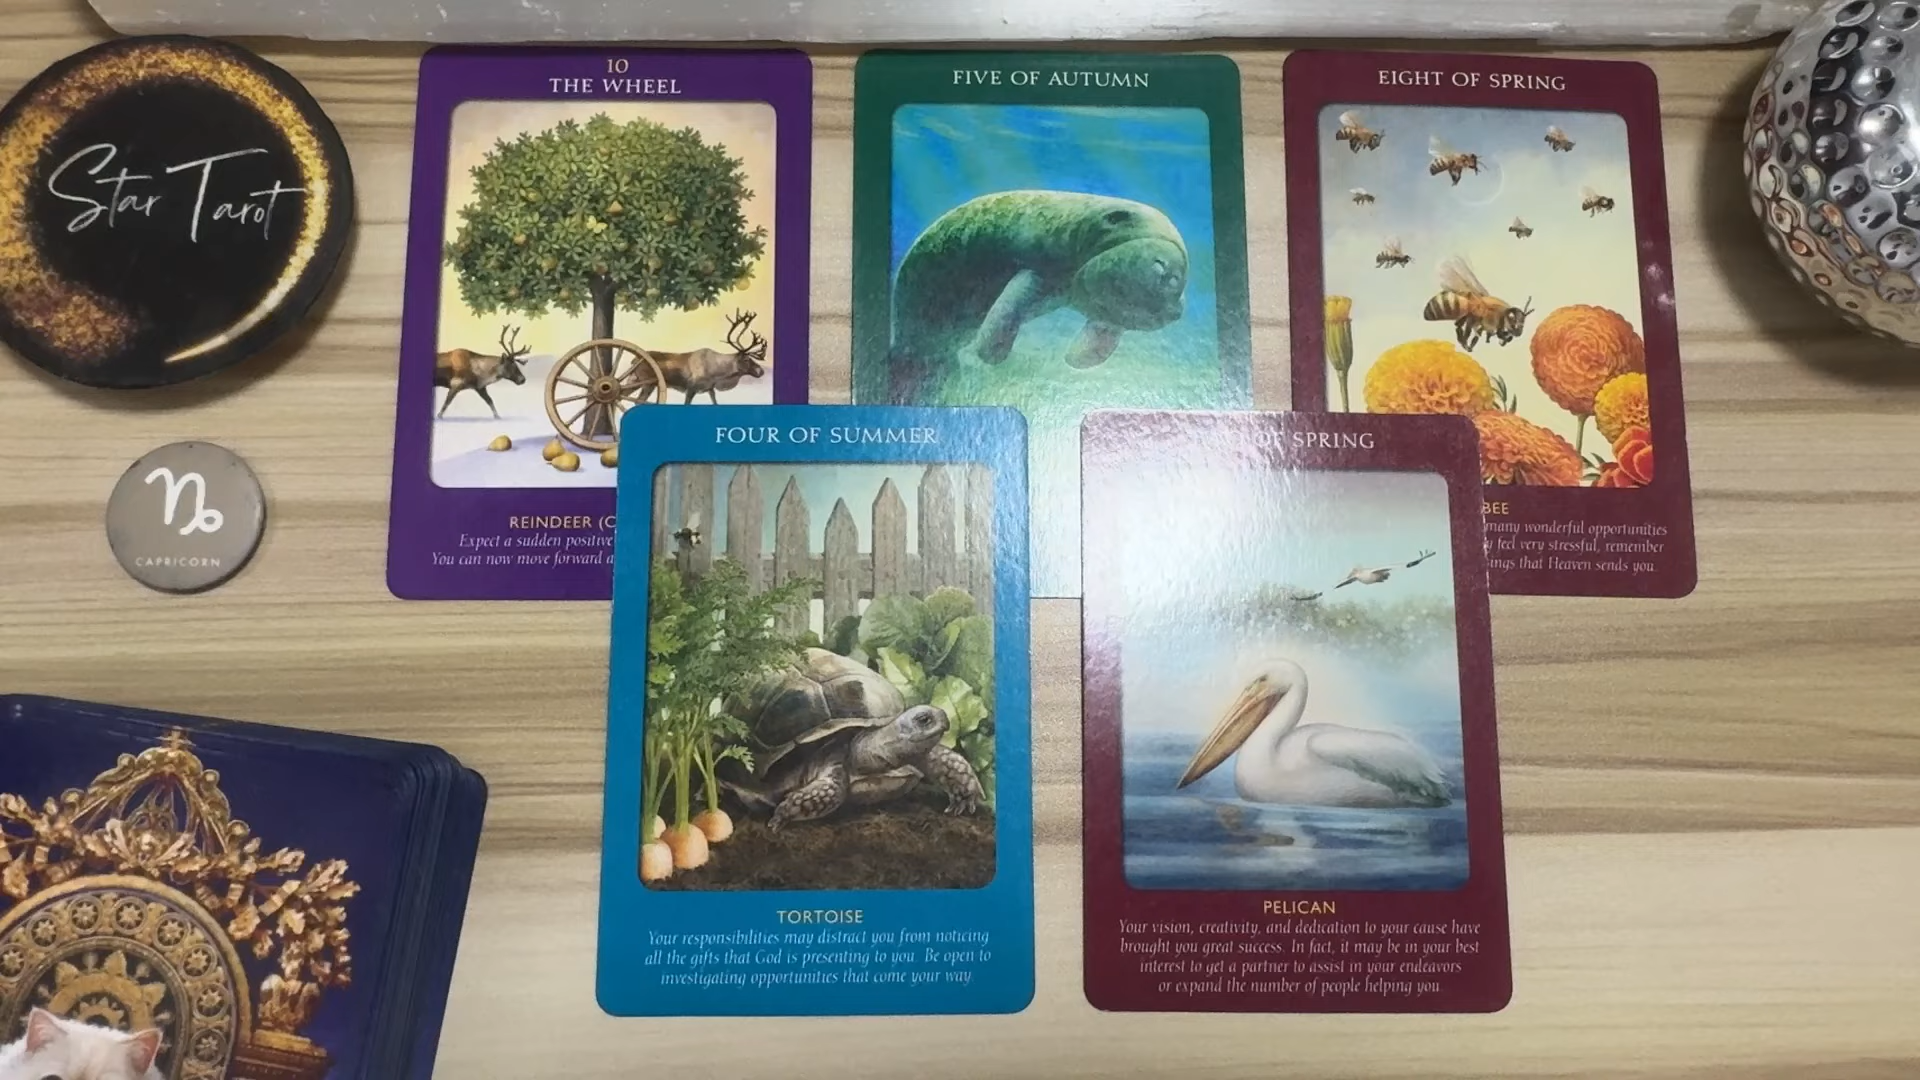 Star Tarot
CAPRICORN
10
THE WHEEL
REINDEER (C
Expect a sudden positive
You can now move forward a
FIVE OF AUTUMN
EIGHT OF SPRING
BEE
many wonderful opportunities
feel very stressful, remember
ings that Heaven sends you.
FOUR OF SUMMER
TORTOISE
Your responsibilities may distract you from noticing
all the gifts that God is presenting to you. Be open to
investigating opportunities that come your way.
OF SPRING
PELICAN
Your vision, creativity, and dedication to your cause have
brought you great success. In fact, it may be in your best
interest to get a partner to assist in your endeavors
or expand the number of people helping you.